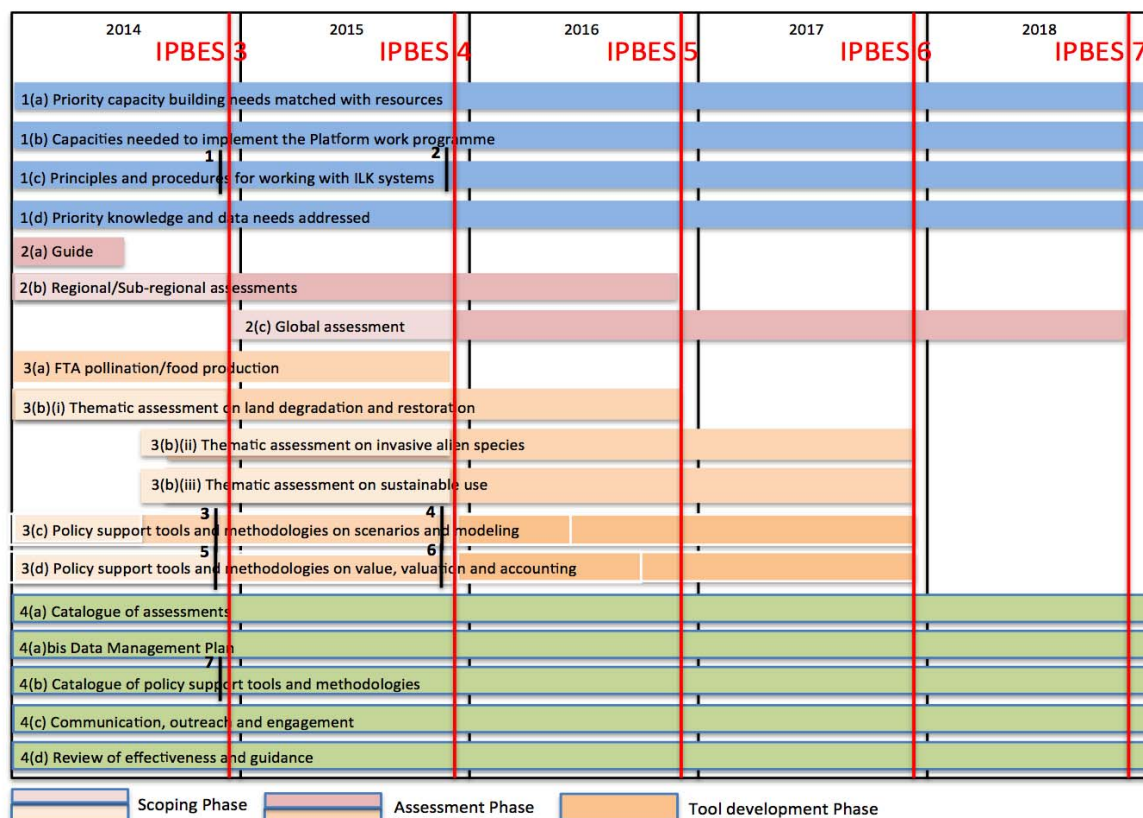 2014 2015 2016 2017 2018
IPBES 3 IPBES 4 IPBES 5 IPBES 6 IPBES 7
1(a) Priority capacity building needs matched with resources
1(b) Capacities needed to implement the Platform work programme
1 2
1(c) Principles and procedures for working with ILK systems
1(d) Priority knowledge and data needs addressed
2(a) Guide
2(b) Regional/Sub-regional assessments
2(c) Global assessment
3(a) FTA pollination/food production
3(b)(i) Thematic assessment on land degradation and restoration
3(b)(ii) Thematic assessment on invasive alien species
3(b)(iii) Thematic assessment on sustainable use
3 4
3(c) Policy support tools and methodologies on scenarios and modeling
5 6
3(d) Policy support tools and methodologies on value, valuation and accounting
4(a) Catalogue of assessments
4(a)bis Data Management Plan
7
4(b) Catalogue of policy support tools and methodologies
4(c) Communication, outreach and engagement
4(d) Review of effectiveness and guidance
Scoping Phase Assessment Phase Tool development Phase